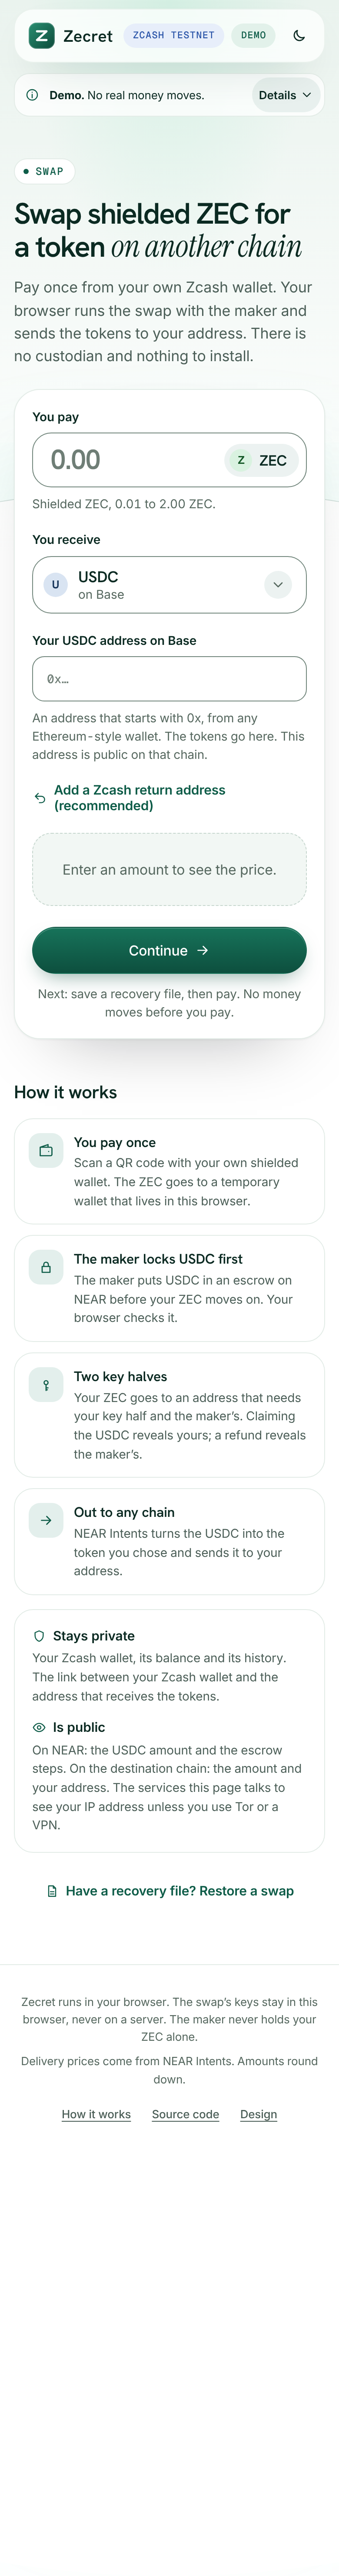 Z Zecret ZCASH TESTNET DEMO
Demo. No real money moves. Details
SWAP
Swap shielded ZEC for
a token on another chain
Pay once from your own Zcash wallet. Your
browser runs the swap with the maker and
sends the tokens to your address. There is
no custodian and nothing to install.
You pay
0.00 Z ZEC
Shielded ZEC, 0.01 to 2.00 ZEC.
You receive
U USDC
on Base
Your USDC address on Base
0x…
An address that starts with 0x, from any
Ethereum-style wallet. The tokens go here. This
address is public on that chain.
Add a Zcash return address
(recommended)
Enter an amount to see the price.
Continue →
Next: save a recovery file, then pay. No money
moves before you pay.
How it works
You pay once
Scan a QR code with your own shielded
wallet. The ZEC goes to a temporary
wallet that lives in this browser.
The maker locks USDC first
The maker puts USDC in an escrow on
NEAR before your ZEC moves on. Your
browser checks it.
Two key halves
Your ZEC goes to an address that needs
your key half and the maker's. Claiming
the USDC reveals yours; a refund reveals
the maker's.
Out to any chain
NEAR Intents turns the USDC into the
token you chose and sends it to your
address.
Stays private
Your Zcash wallet, its balance and its history.
The link between your Zcash wallet and the
address that receives the tokens.
Is public
On NEAR: the USDC amount and the escrow
steps. On the destination chain: the amount and
your address. The services this page talks to
see your IP address unless you use Tor or a
VPN.
Have a recovery file? Restore a swap
Zecret runs in your browser. The swap's keys stay in this
browser, never on a server. The maker never holds your
ZEC alone.
Delivery prices come from NEAR Intents. Amounts round
down.
How it works Source code Design